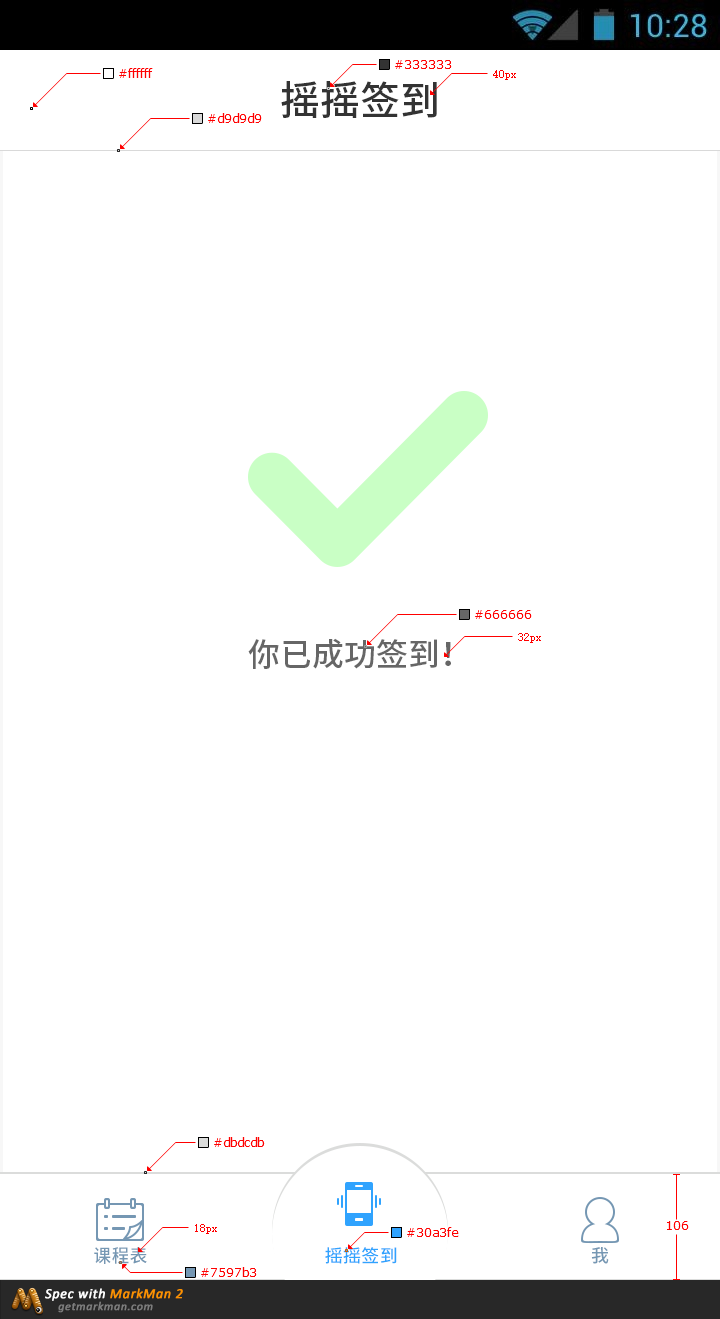 10:28
#ffffff
#333333
40px
#d9d9d9
摇摇签到
#666666
32px
你已成功签到!
#dbdcdb
18px
106
#30a3fe
课程表
摇摇签到
我
#7597b3
Spec with MarkMan 2
getmarkman.com